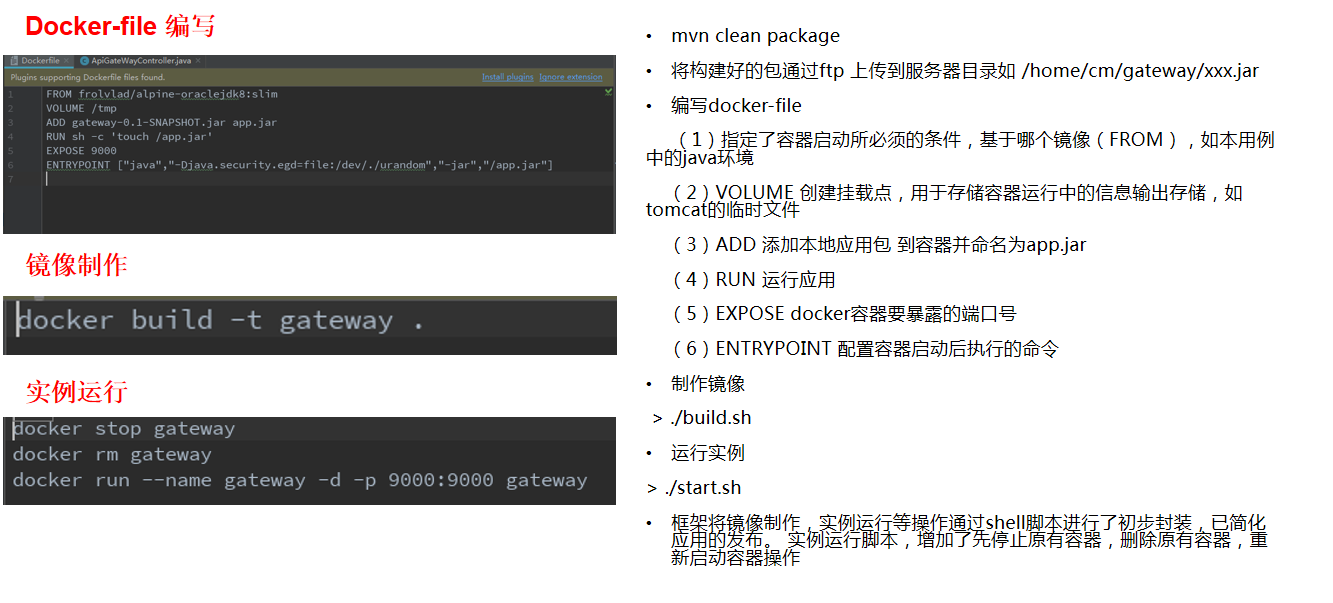 Docker-file 编写
Dockerfile × ApiGateWayController.java ×
Plugins supporting Dockerfile files found. Install plugins Ignore extension
1 FROM frolvlad/alpine-oraclejdk8:slim
2 VOLUME /tmp
3 ADD gateway-0.1-SNAPSHOT.jar app.jar
4 RUN sh -c 'touch /app.jar'
5 EXPOSE 9000
6 ENTRYPOINT ["java","-Djava.security.egd=file:/dev/./urandom","-jar","/app.jar"]
7
镜像制作
docker build -t gateway .
实例运行
docker stop gateway
docker rm gateway
docker run --name gateway -d -p 9000:9000 gateway
• mvn clean package
• 将构建好的包通过ftp 上传到服务器目录如 /home/cm/gateway/xxx.jar
• 编写docker-file
（1）指定了容器启动所必须的条件，基于哪个镜像（FROM），如本用例
中的java环境
（2）VOLUME 创建挂载点，用于存储容器运行中的信息输出存储，如
tomcat的临时文件
（3）ADD 添加本地应用包 到容器并命名为app.jar
（4）RUN 运行应用
（5）EXPOSE docker容器要暴露的端口号
（6）ENTRYPOINT 配置容器启动后执行的命令
• 制作镜像
> ./build.sh
• 运行实例
> ./start.sh
• 框架将镜像制作，实例运行等操作通过shell脚本进行了初步封装，已简化
应用的发布。 实例运行脚本，增加了先停止原有容器，删除原有容器，重
新启动容器操作